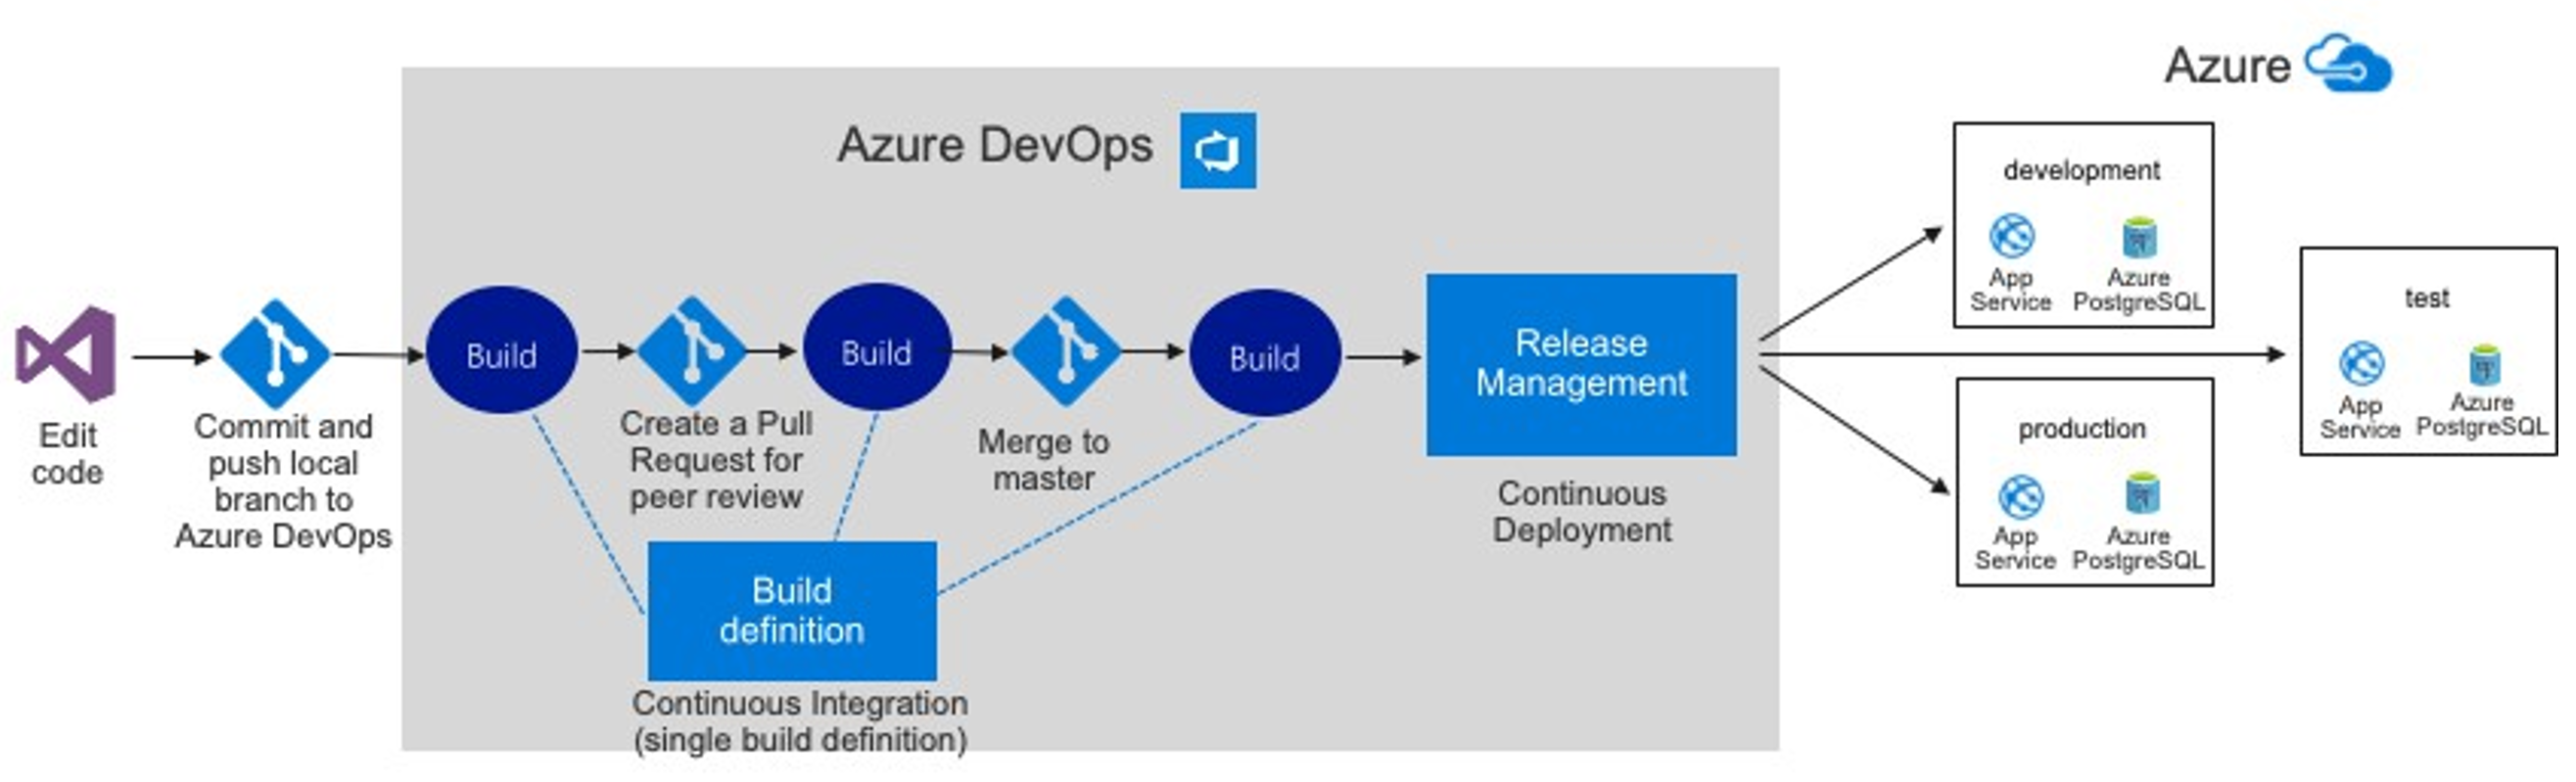 Azure
Azure DevOps
Edit
code
Commit and
push local
branch to
Azure DevOps
Build
Create a Pull
Request for
peer review
Build
Merge to
master
Build
Release
Management
Continuous
Deployment
Build
definition
Continuous Integration
(single build definition)
development
App
Service
Azure
PostgreSQL
test
App
Service
Azure
PostgreSQL
production
App
Service
Azure
PostgreSQL